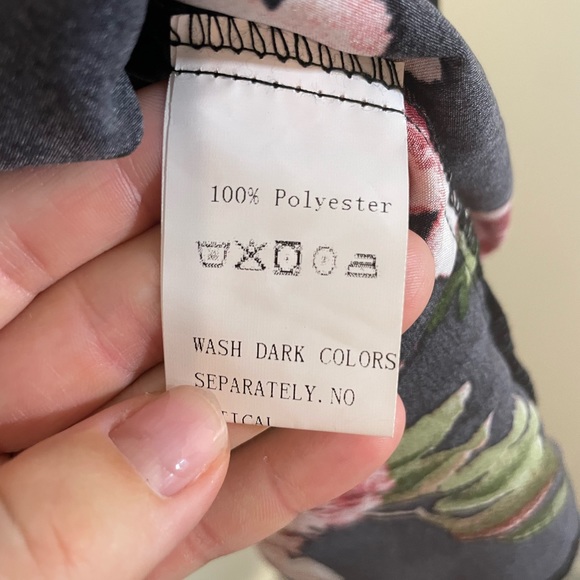 100% Polyester
WASH DARK COLORS
SEPARATELY. NO